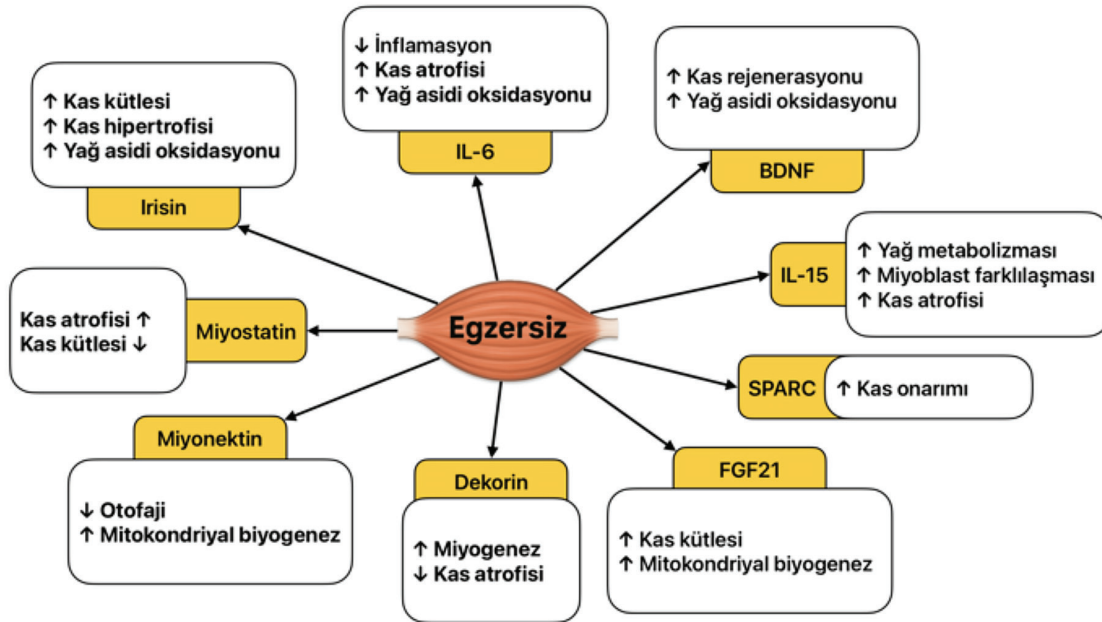 ↓ İnflamasyon
↑ Kas atrofisi
↑ Yağ asidi oksidasyonu
IL-6
↑ Kas rejenerasyonu
↑ Yağ asidi oksidasyonu
BDNF
↑ Kas kütlesi
↑ Kas hipertrofisi
↑ Yağ asidi oksidasyonu
Irisin
IL-15
↑ Yağ metabolizması
↑ Miyoblast farklılaşması
↑ Kas atrofisi
Kas atrofisi ↑
Kas kütlesi ↓
Miyostatin
Egzersiz
SPARC
↑ Kas onarımı
Miyonektin
↓ Otofaji
↑ Mitokondriyal biyogenez
Dekorin
↑ Miyogenez
↓ Kas atrofisi
FGF21
↑ Kas kütlesi
↑ Mitokondriyal biyogenez